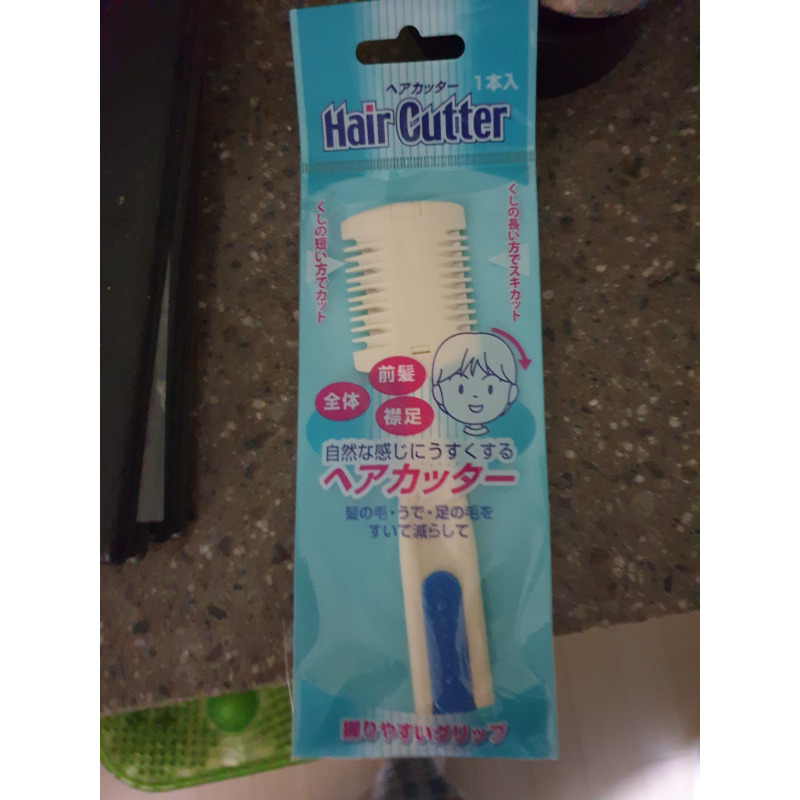 ヘアカッター
1本入
Hair Cutter
くしの短い方でカット
くしの長い方でスキカット
前髪
全体
襟足
自然な感じにうすくする
ヘアカッター
髪の毛・うで・足の毛を
すいて減らして
握りやすいグリップ